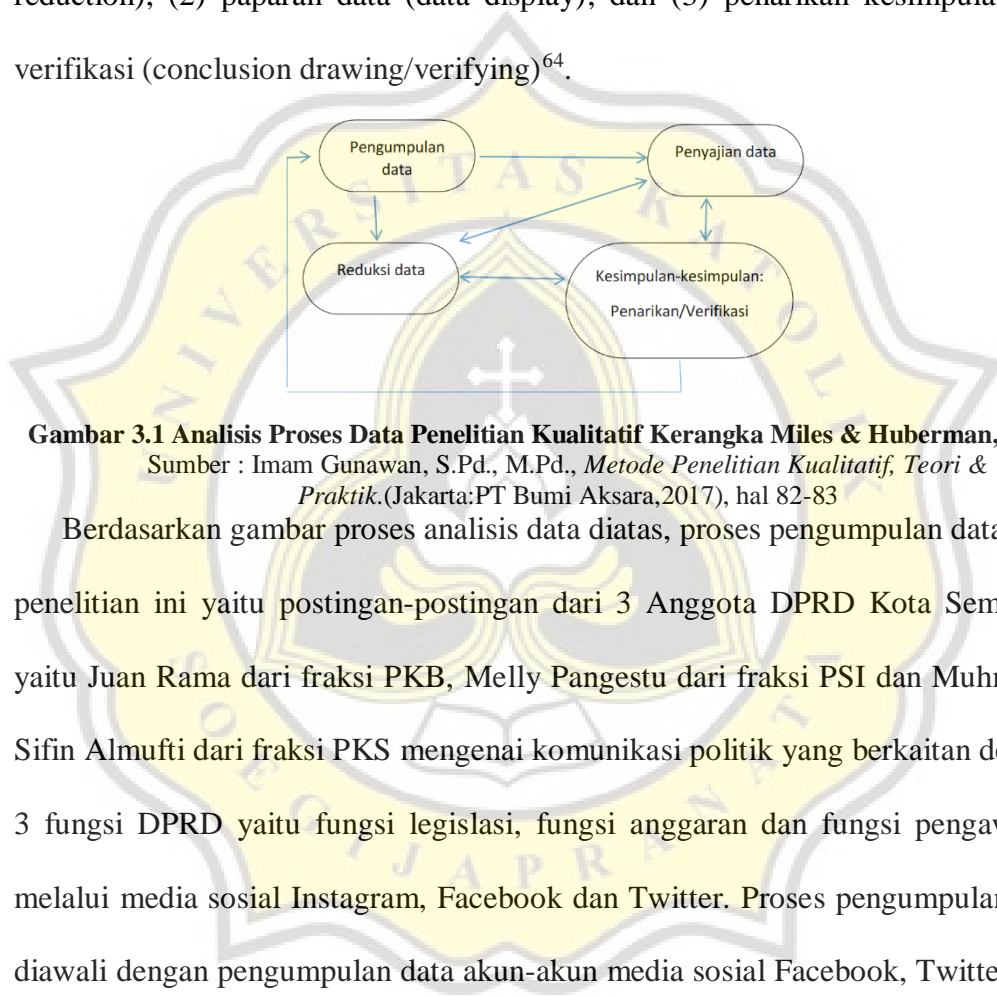 reduction), (2) paparan data (data display), dan (3) penarikan kesimpulan
verifikasi (conclusion drawing/verifying)64.
Pengumpulan
data
Penyajian data
Reduksi data
Kesimpulan-kesimpulan:
Penarikan/Verifikasi
Gambar 3.1 Analisis Proses Data Penelitian Kualitatif Kerangka Miles & Huberman,
Sumber : Imam Gunawan, S.Pd., M.Pd., Metode Penelitian Kualitatif, Teori &
Praktik.(Jakarta:PT Bumi Aksara,2017), hal 82-83
Berdasarkan gambar proses analisis data diatas, proses pengumpulan data
penelitian ini yaitu postingan-postingan dari 3 Anggota DPRD Kota Sem
yaitu Juan Rama dari fraksi PKB, Melly Pangestu dari fraksi PSI dan
Sifin Almufti dari fraksi PKS mengenai komunikasi politik yang berkaitan
3 fungsi DPRD yaitu fungsi legislasi, fungsi anggaran dan fungsi
melalui media sosial Instagram, Facebook dan Twitter. Proses pengumpulan
diawali dengan pengumpulan data akun-akun media sosial Facebook, Twitte
UNIVERSITAS KATOLIK
SOEGIJAPRANATA